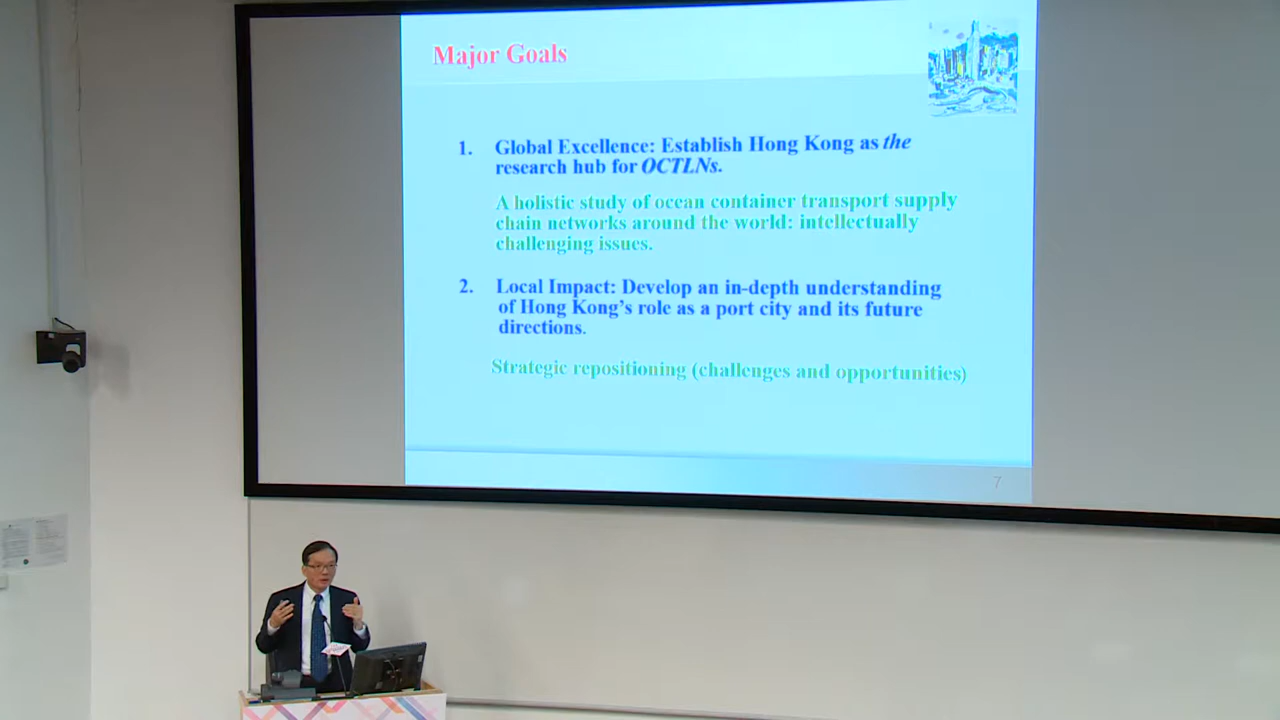 Major Goals
1. Global Excellence: Establish Hong Kong as the
research hub for OCTLNs.
A holistic study of ocean container transport supply
chain networks around the world: intellectually
challenging issues.
2. Local Impact: Develop an in-depth understanding
of Hong Kong's role as a port city and its future
directions.
Strategic repositioning (challenges and opportunities)
7